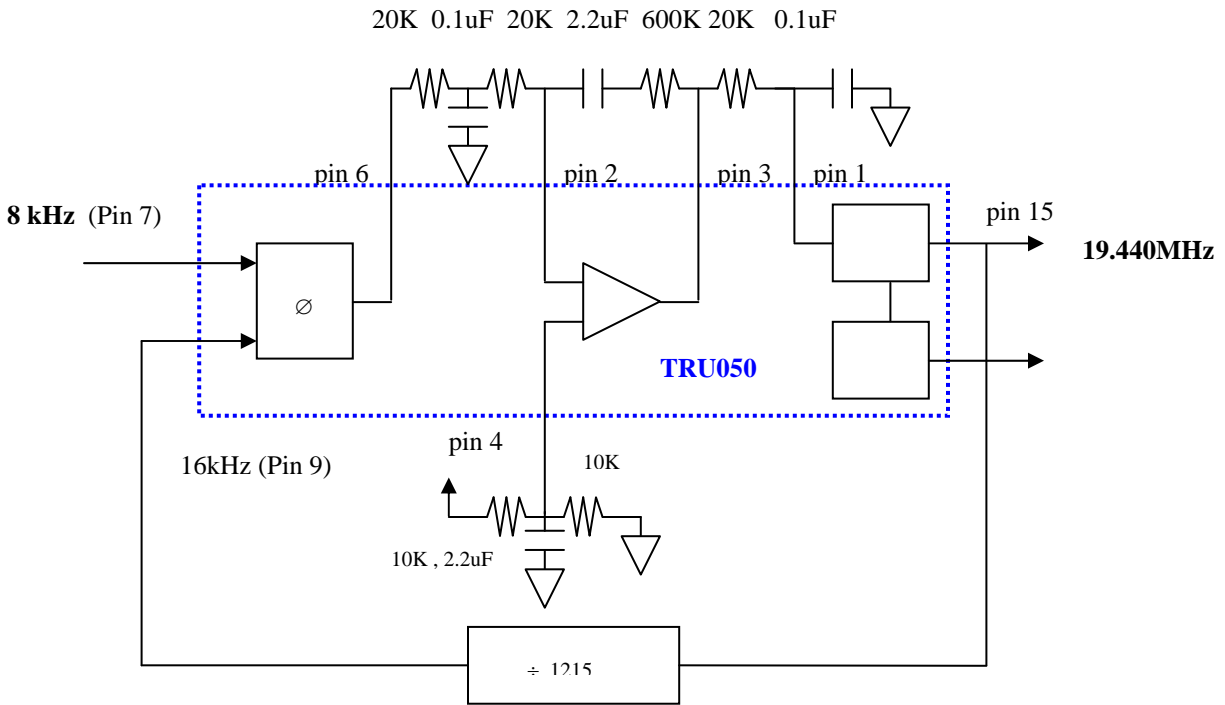 20K 0.1uF 20K 2.2uF 600K 20K 0.1uF
pin 6
pin 2
pin 3
pin 1
8 kHz (Pin 7)
pin 15
19.440MHz
∅
TRU050
pin 4
10K
16kHz (Pin 9)
10K , 2.2uF
÷ 1215